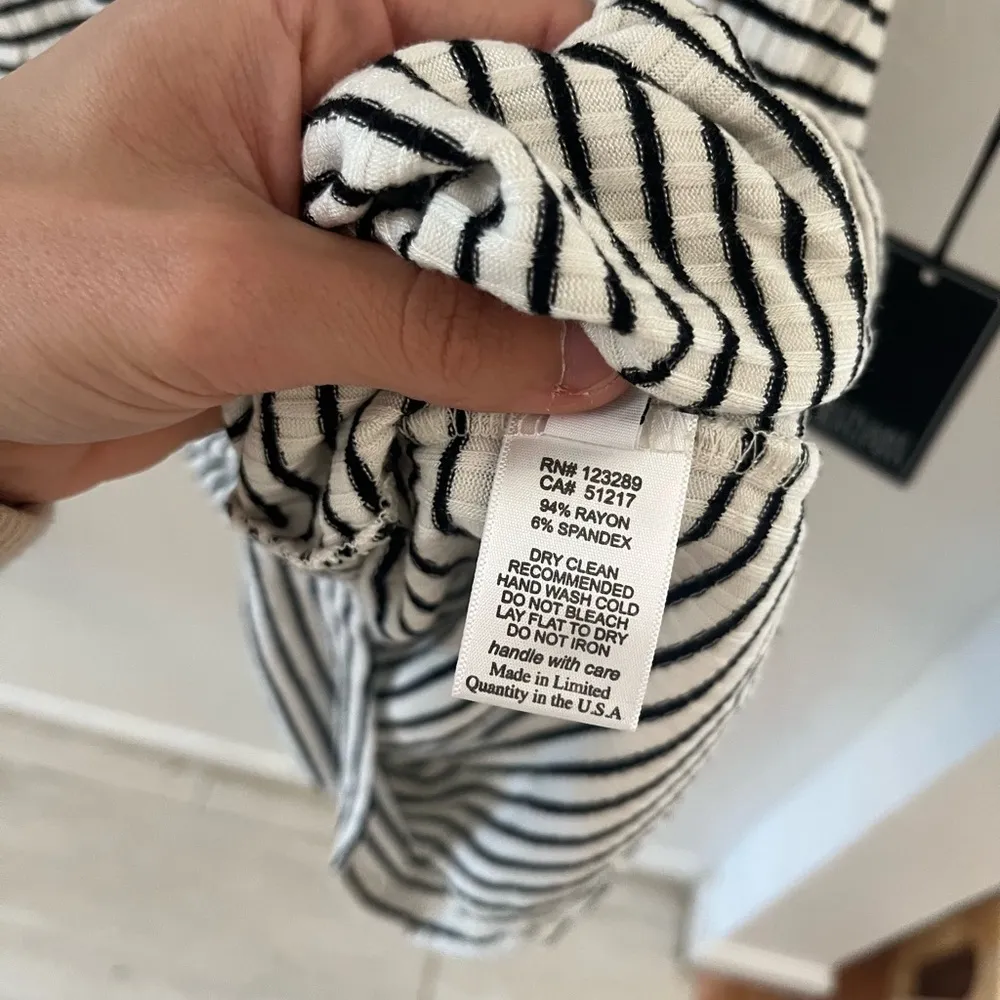 RN# 123289
CA# 51217
94% RAYON
6% SPANDEX
DRY CLEAN
RECOMMENDED
HAND WASH COLD
DO NOT BLEACH
LAY FLAT TO DRY
DO NOT IRON
handle with care
Made in Limited
Quantity in the U.S.A